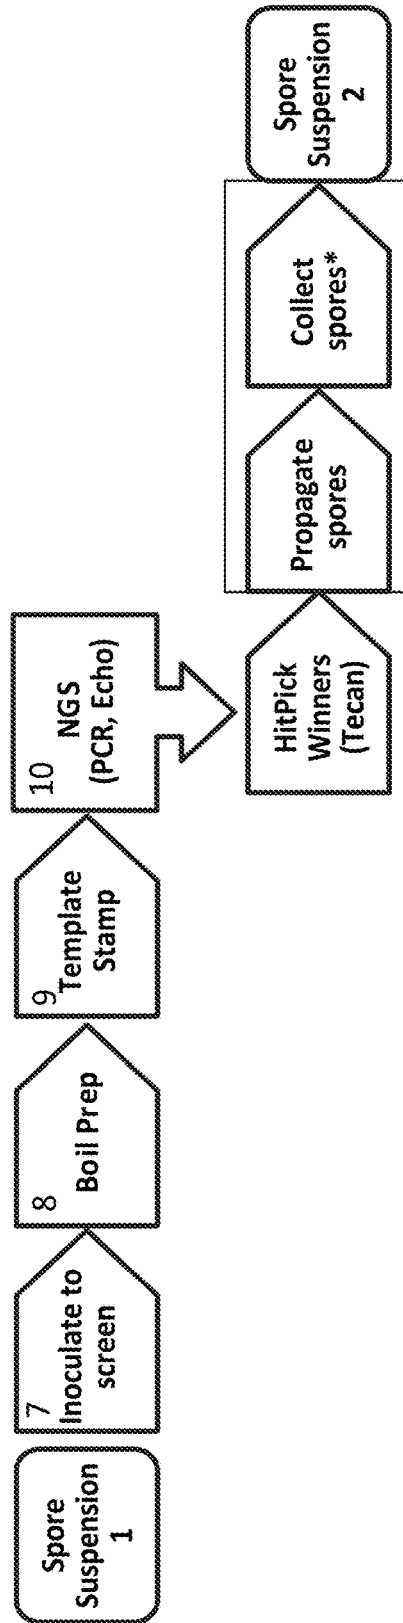 Spore
Suspension
1
7
Inoculate to
screen
8
Boil Prep
9
Template
Stamp
10
NGS
(PCR, Echo)
HitPick
Winners
(Tecan)
Propagate
spores
Collect
spores*
Spore
Suspension
2